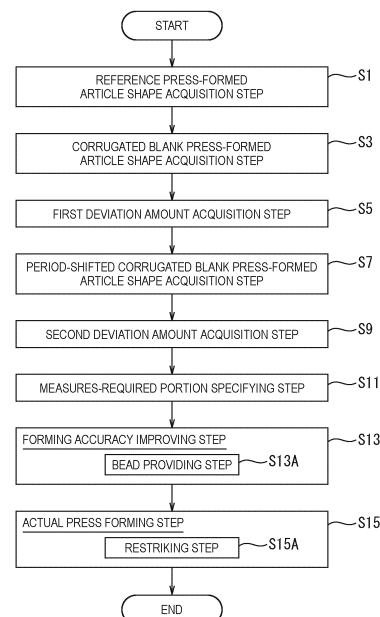 START
REFERENCE PRESS-FORMED
ARTICLE SHAPE ACQUISITION STEP
S1
CORRUGATED BLANK PRESS-FORMED
ARTICLE SHAPE ACQUISITION STEP
S3
FIRST DEVIATION AMOUNT ACQUISITION STEP
S5
PERIOD-SHIFTED CORRUGATED BLANK PRESS-FORMED
ARTICLE SHAPE ACQUISITION STEP
S7
SECOND DEVIATION AMOUNT ACQUISITION STEP
S9
MEASURES-REQUIRED PORTION SPECIFYING STEP
S11
FORMING ACCURACY IMPROVING STEP
S13
BEAD PROVIDING STEP
S13A
ACTUAL PRESS FORMING STEP
S15
RESTRIKING STEP
S15A
END